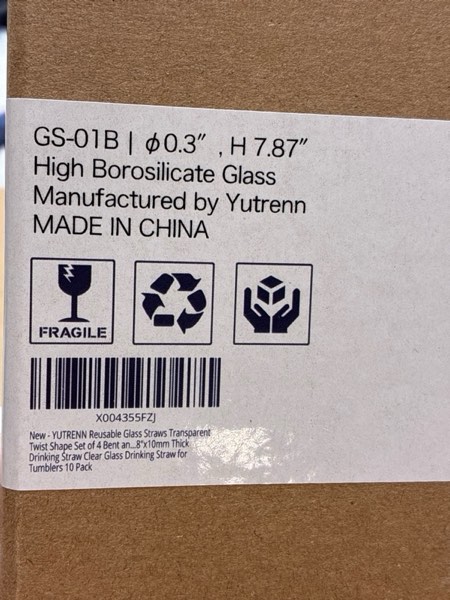 GS-01B | ϕ0.3″ , H 7.87″
High Borosilicate Glass
Manufactured by Yutrenn
MADE IN CHINA
FRAGILE
X004355FZJ
New - YUTRENN Reusable Glass Straws Transparent
Twist Shape Set of 4 Bent an...8"x10mm Thick
Drinking Straw Clear Glass Drinking Straw for
Tumblers 10 Pack